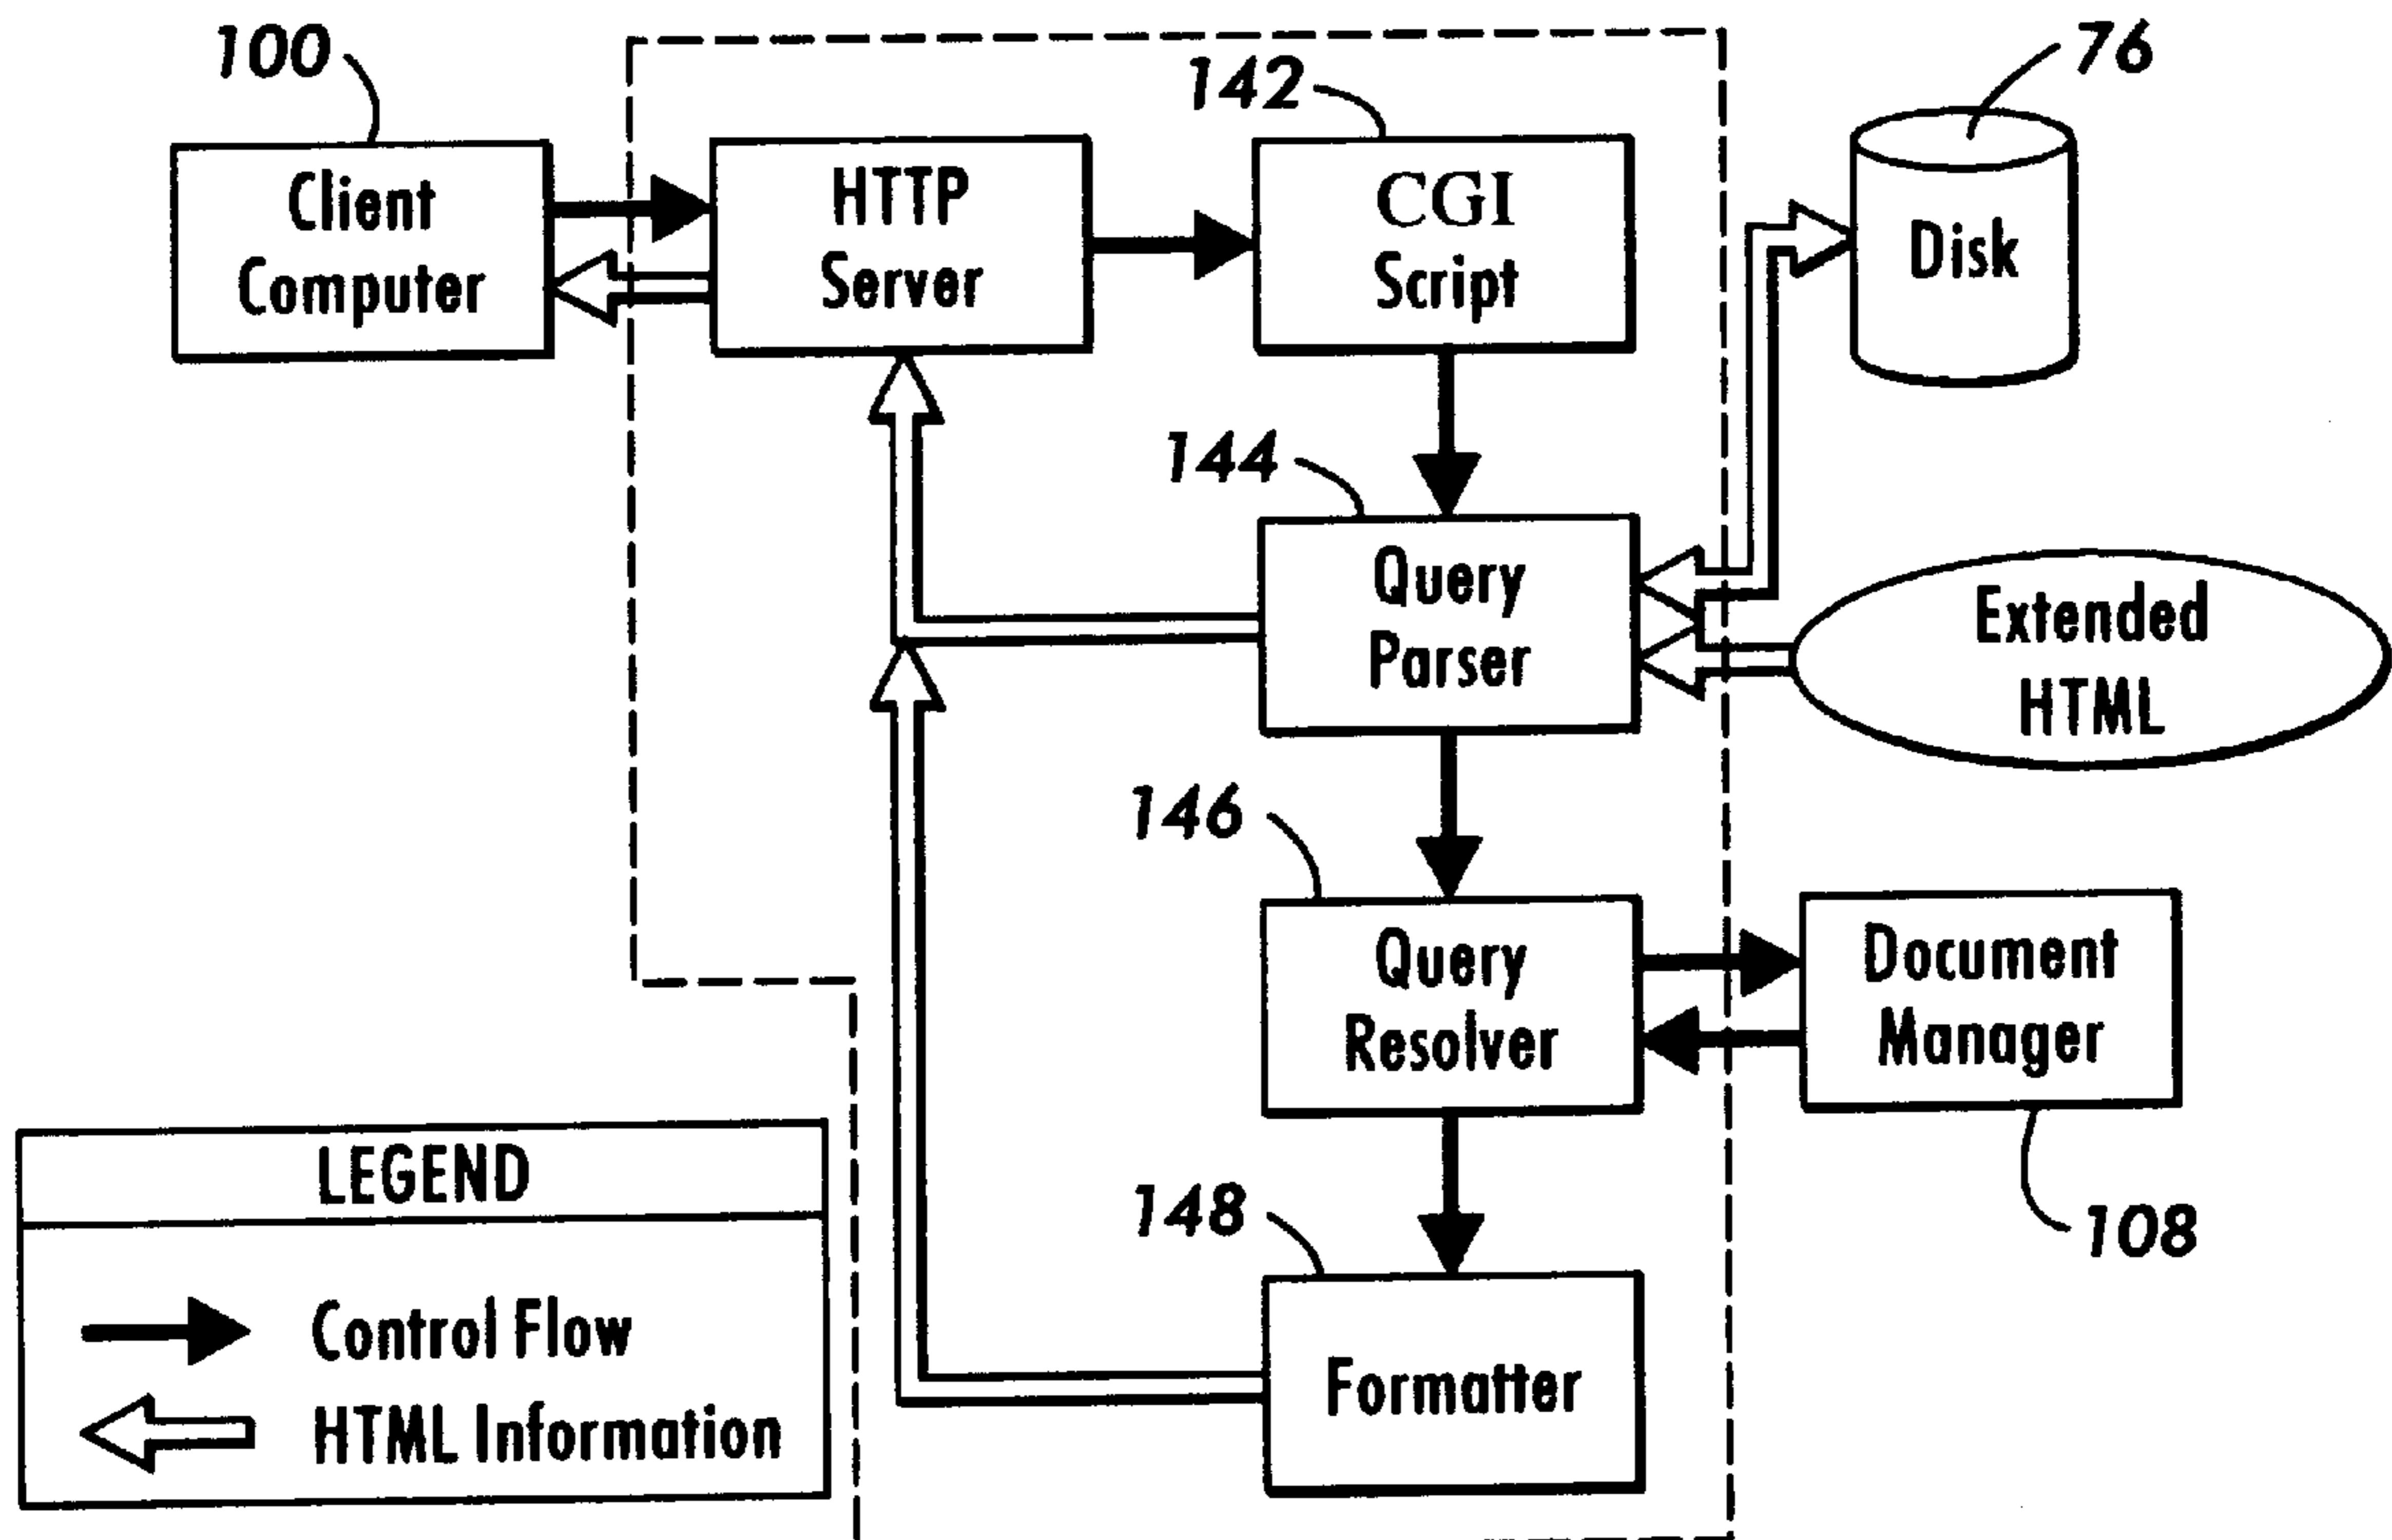 100
142
76
Client
Computer
HTTP
Server
CGI
Script
Disk
144
Query
Parser
Extended
HTML
146
Query
Resolver
Document
Manager
108
148
Formatter
LEGEND
Control Flow
HTML Information